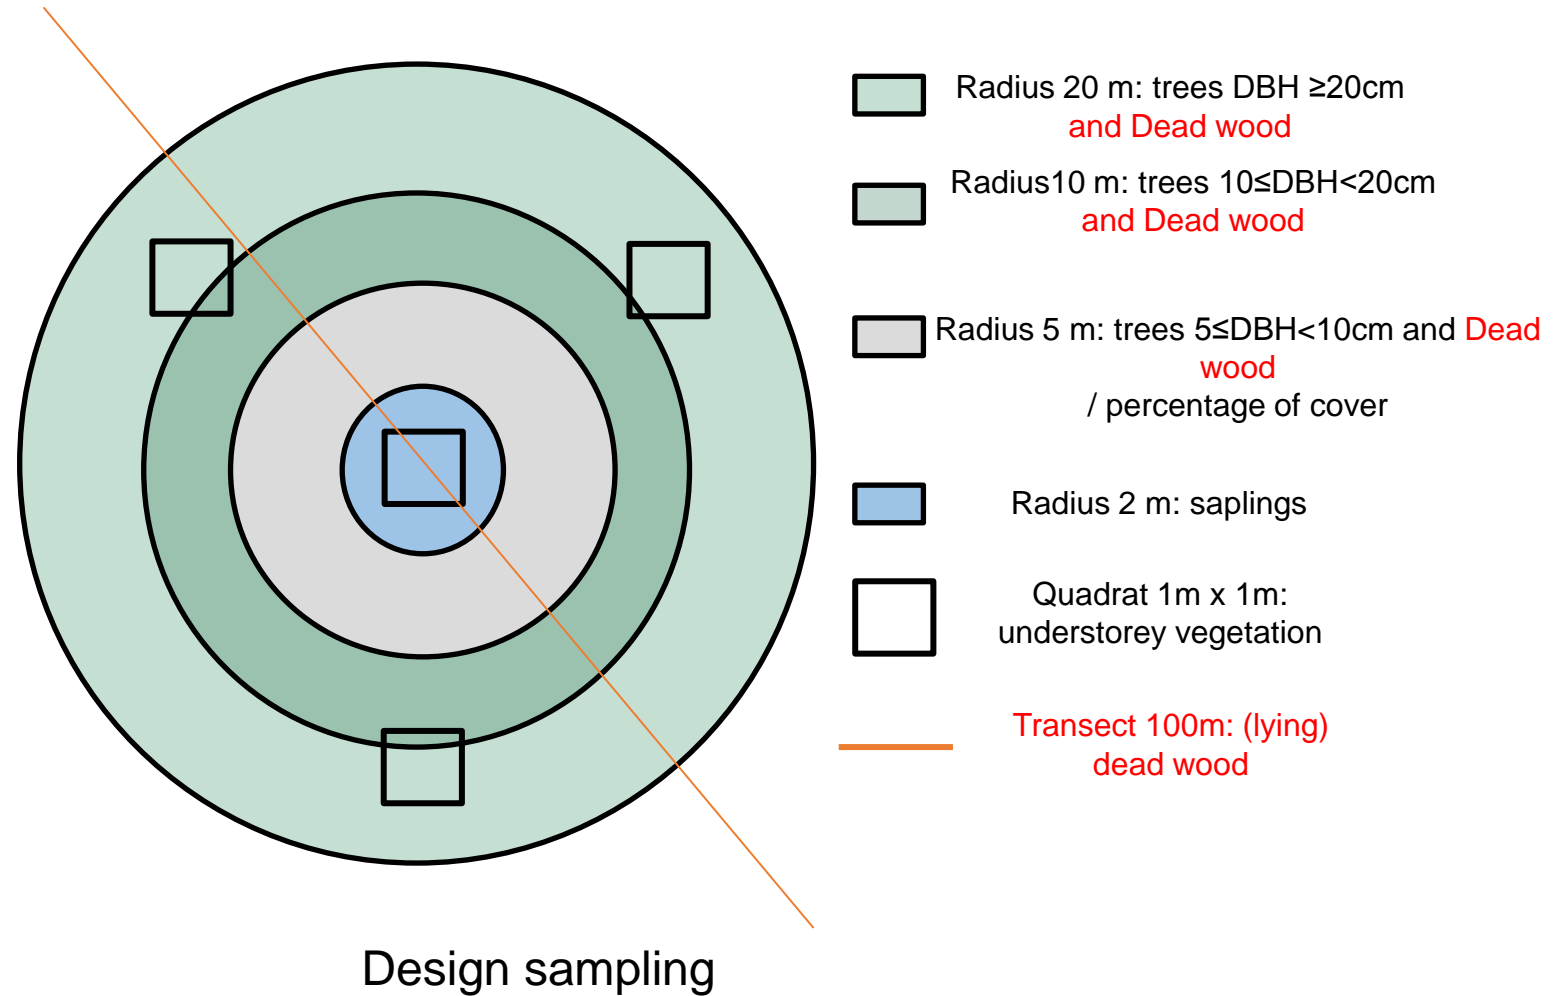 Radius 20 m: trees DBH ≥20cm
and Dead wood
Radius10 m: trees 10≤DBH<20cm
and Dead wood
Radius 5 m: trees 5≤DBH<10cm and Dead
wood
/ percentage of cover
Radius 2 m: saplings
Quadrat 1m x 1m:
understorey vegetation
Transect 100m: (lying)
dead wood
Design sampling